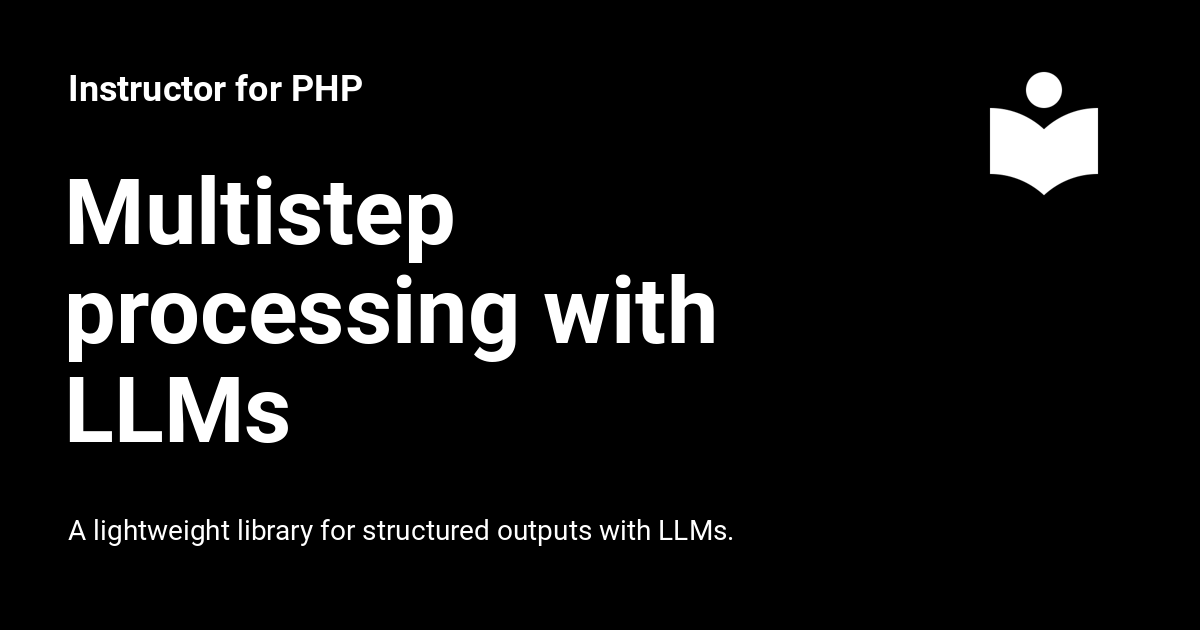 Instructor for PHP
Multistep
processing with
LLMs
A lightweight library for structured outputs with LLMs.